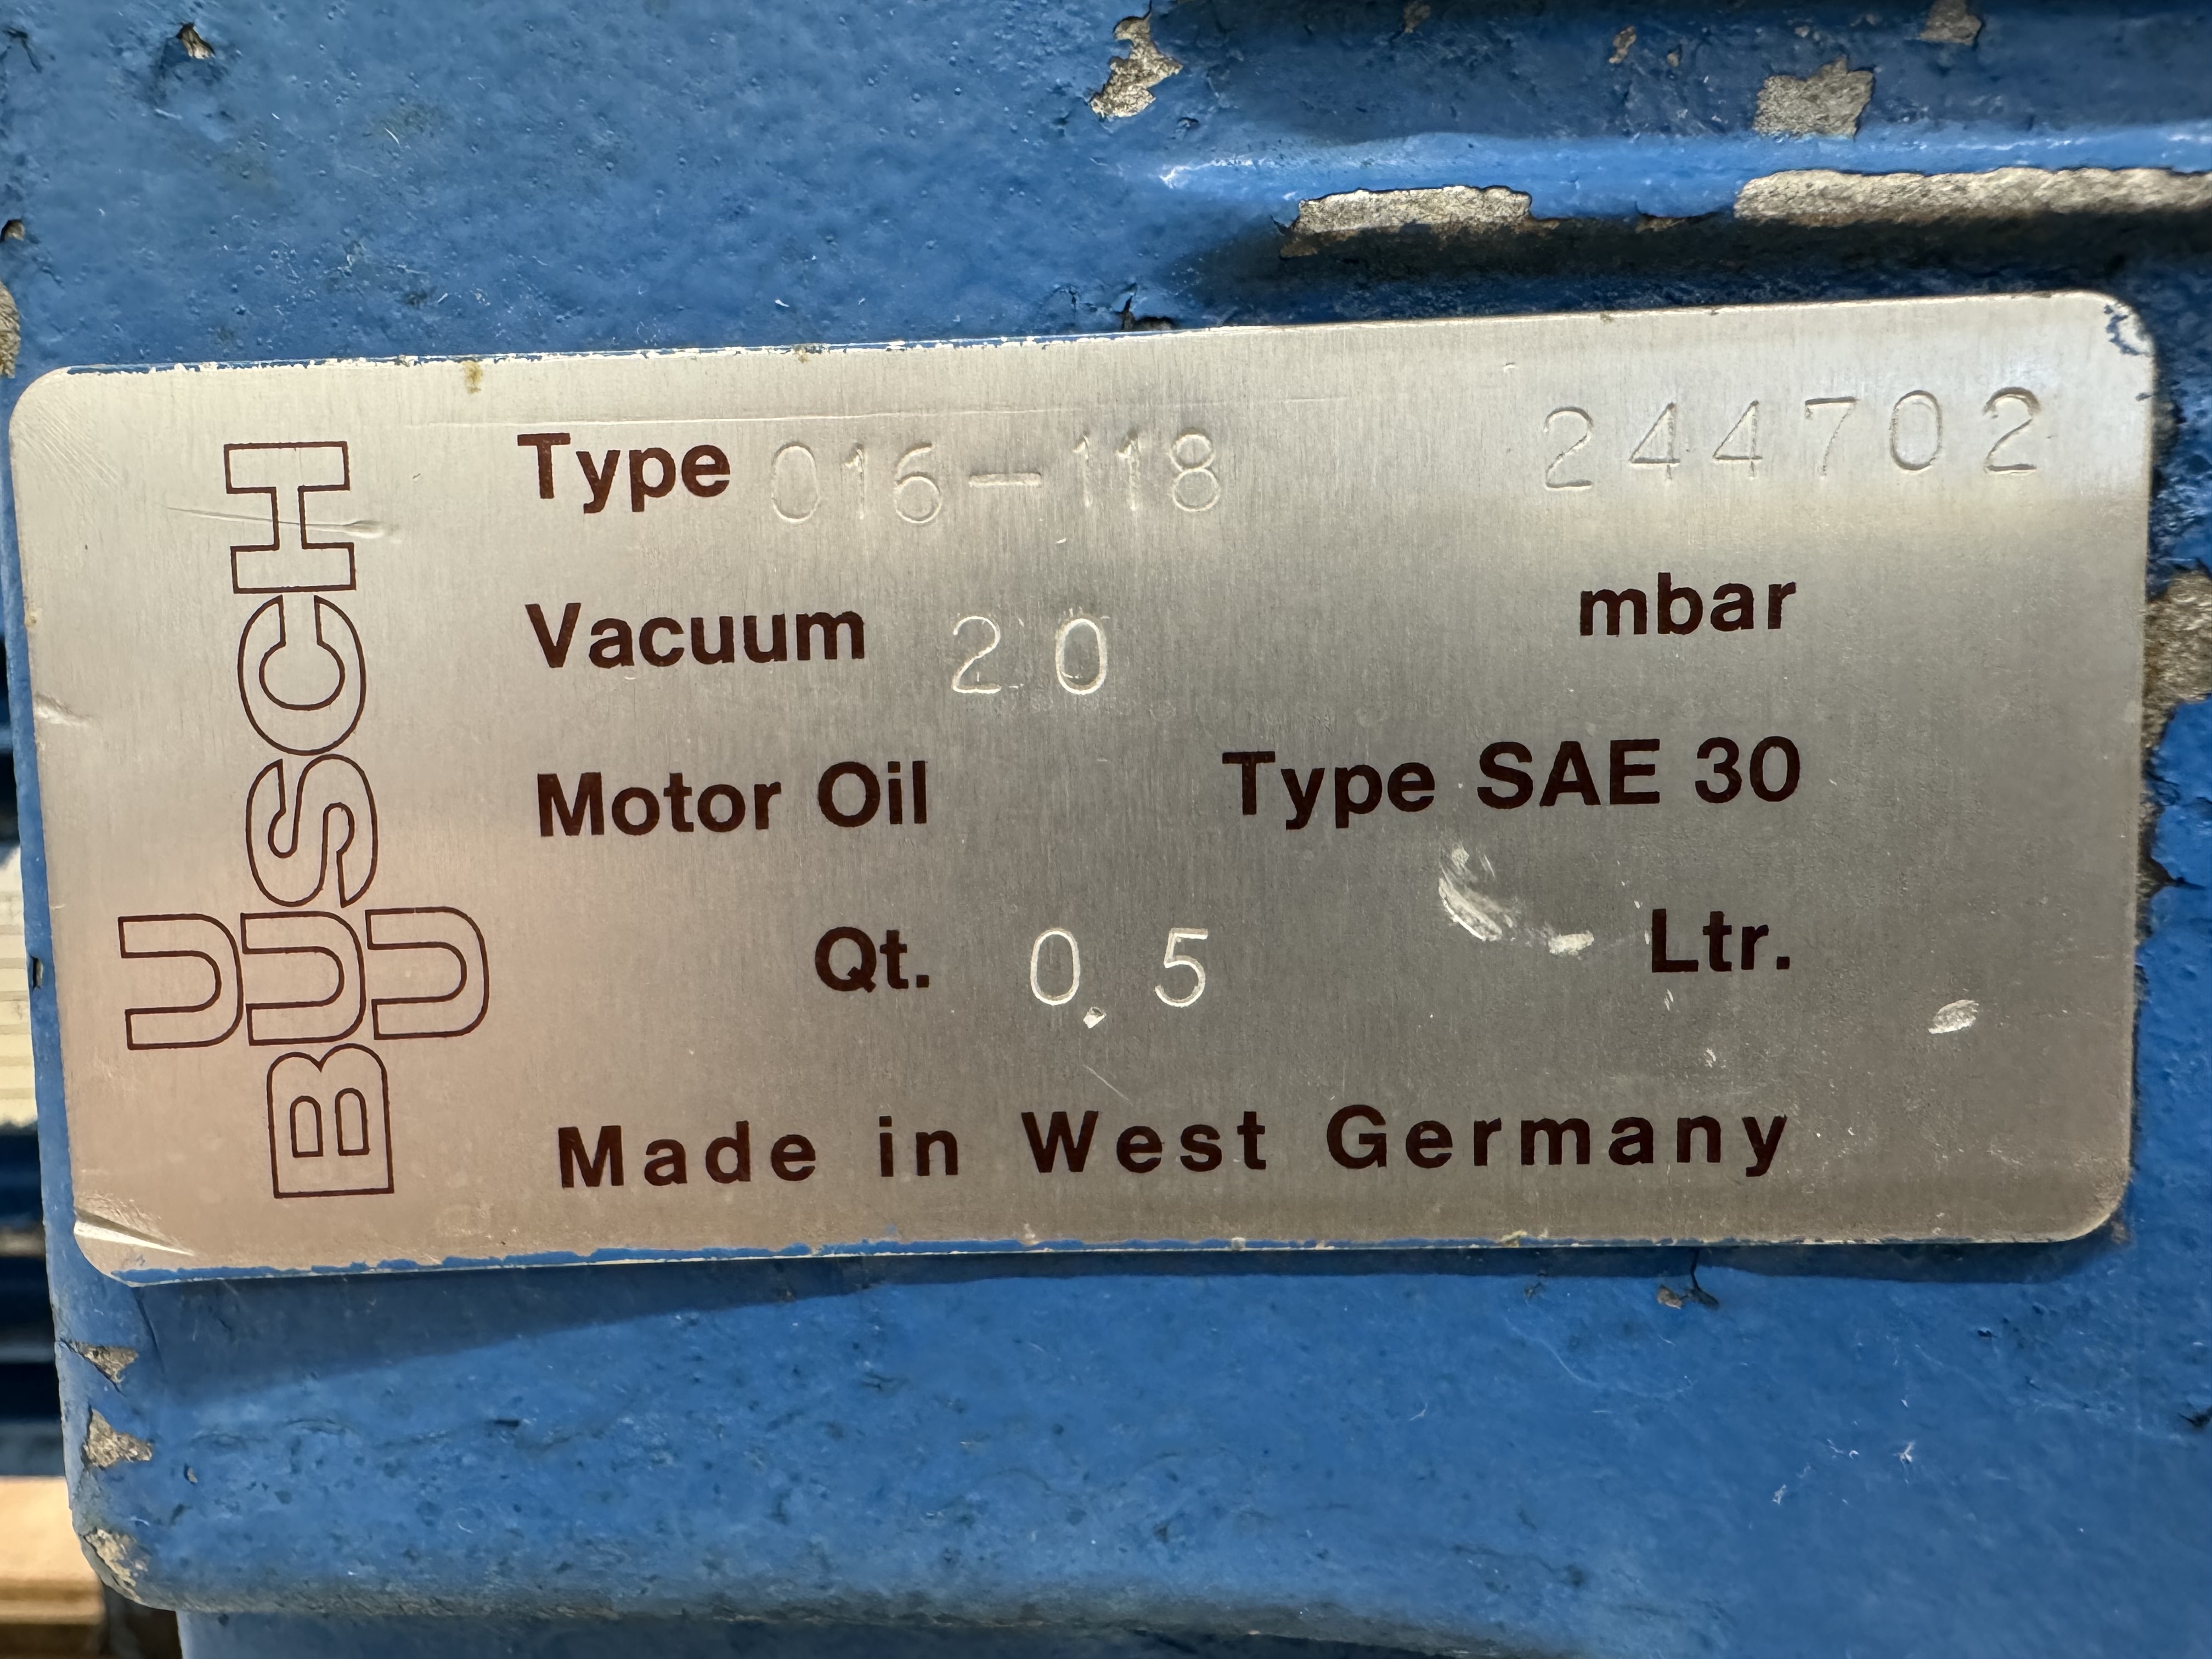 BUSCH
U U
Type 016-118 244702
Vacuum 20 mbar
Motor Oil Type SAE 30
Qt. 0.5 Ltr.
Made in West Germany